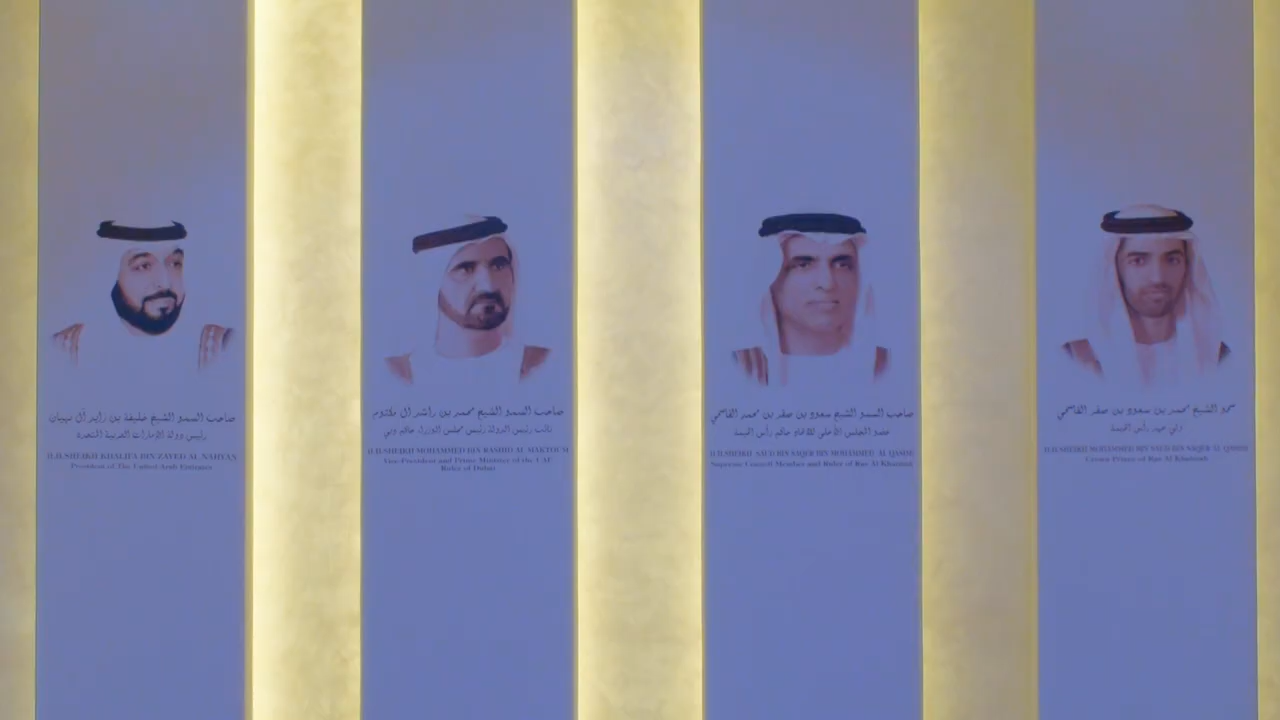 صاحب السمو الشيخ خليفة بن زايد آل نهيان
رئيس دولة الإمارات العربية المتحدة
H.H.SHEIKH KHALIFA BIN ZAYED AL NAHYAN
President of The United Arab Emirates
صاحب السمو الشيخ محمد بن راشد آل مكتوم
نائب رئيس الدولة رئيس مجلس الوزراء حاكم دبي
H.H.SHEIKH MOHAMMED BIN RASHID AL MAKTOUM
Vice-President and Prime Minister of the UAE
Ruler of Dubai
صاحب السمو الشيخ سعود بن صقر بن محمد القاسمي
عضو المجلس الأعلى للاتحاد حاكم رأس الخيمة
H.H.SHEIKH SAUD BIN SAQER BIN MOHAMMED AL QASIMI
Supreme Council Member and Ruler of Ras Al Khaimah
سمو الشيخ محمد بن سعود بن صقر القاسمي
ولي عهد رأس الخيمة
H.H.SHEIKH MOHAMMED BIN SAUD BIN SAQER AL QASIMI
Crown Prince of Ras Al Khaimah